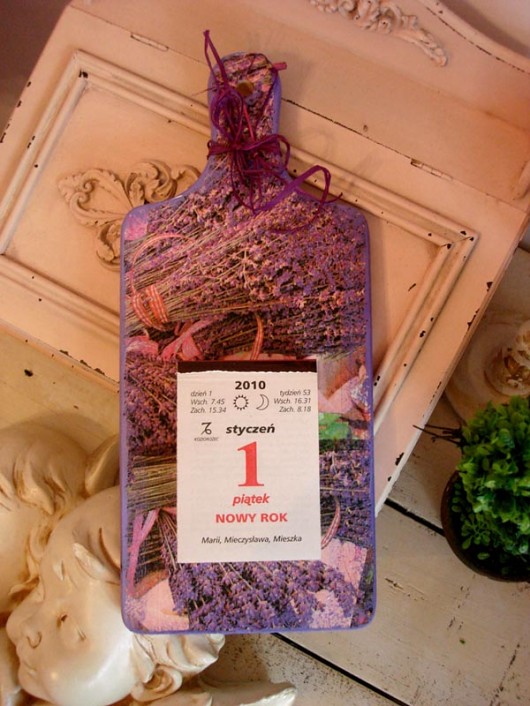 2010
dzień 1
Wsch. 7.45
Zach. 15.34
tydzień 53
Wsch. 16.31
Zach. 8.18
KOZIOROŻEC
styczeń
1
piątek
NOWY ROK
Marii, Mieczysława, Mieszka